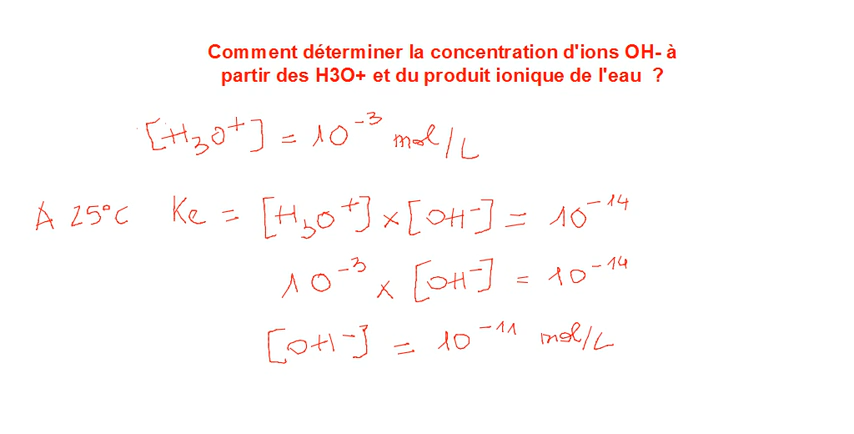 Comment déterminer la concentration d'ions OH- à
partir des H3O+ et du produit ionique de l'eau ?
[H₃O⁺] = 10⁻³ mol/L
A 25°C Ke = [H₃O⁺] × [OH⁻] = 10⁻¹⁴
10⁻³ × [OH⁻] = 10⁻¹⁴
[OH⁻] = 10⁻¹¹ mol/L